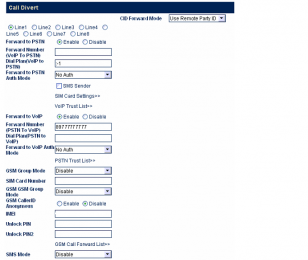 Call Divert
CID Forward Mode Use Remote Party ID
Line1 Line2 Line3 Line4
Line5 Line6 Line7 Line8
Forward to PSTN Enable Disable
Forward Number
(VoIP To PSTN)
Dial Plan(VoIP to
PSTN) -1
Forward to PSTN
Auth Mode No Auth
SMS Sender
SIM Card Settings>>
VoIP Trust List>>
Forward to VoIP Enable Disable
Forward Number
(PSTN To VoIP) 8977777777
Dial Plan(PSTN to
VoIP)
Forward to VoIP Auth
Mode No Auth
PSTN Trust List>>
GSM Group Mode Disable
SIM Card Number
GSM GSM Group
Mode Disable
GSM CallerID
Anonymous Enable Disable
IMEI
Unlock PIN
Unlock PIN2
GSM Call Forward List>>
SMS Mode Disable